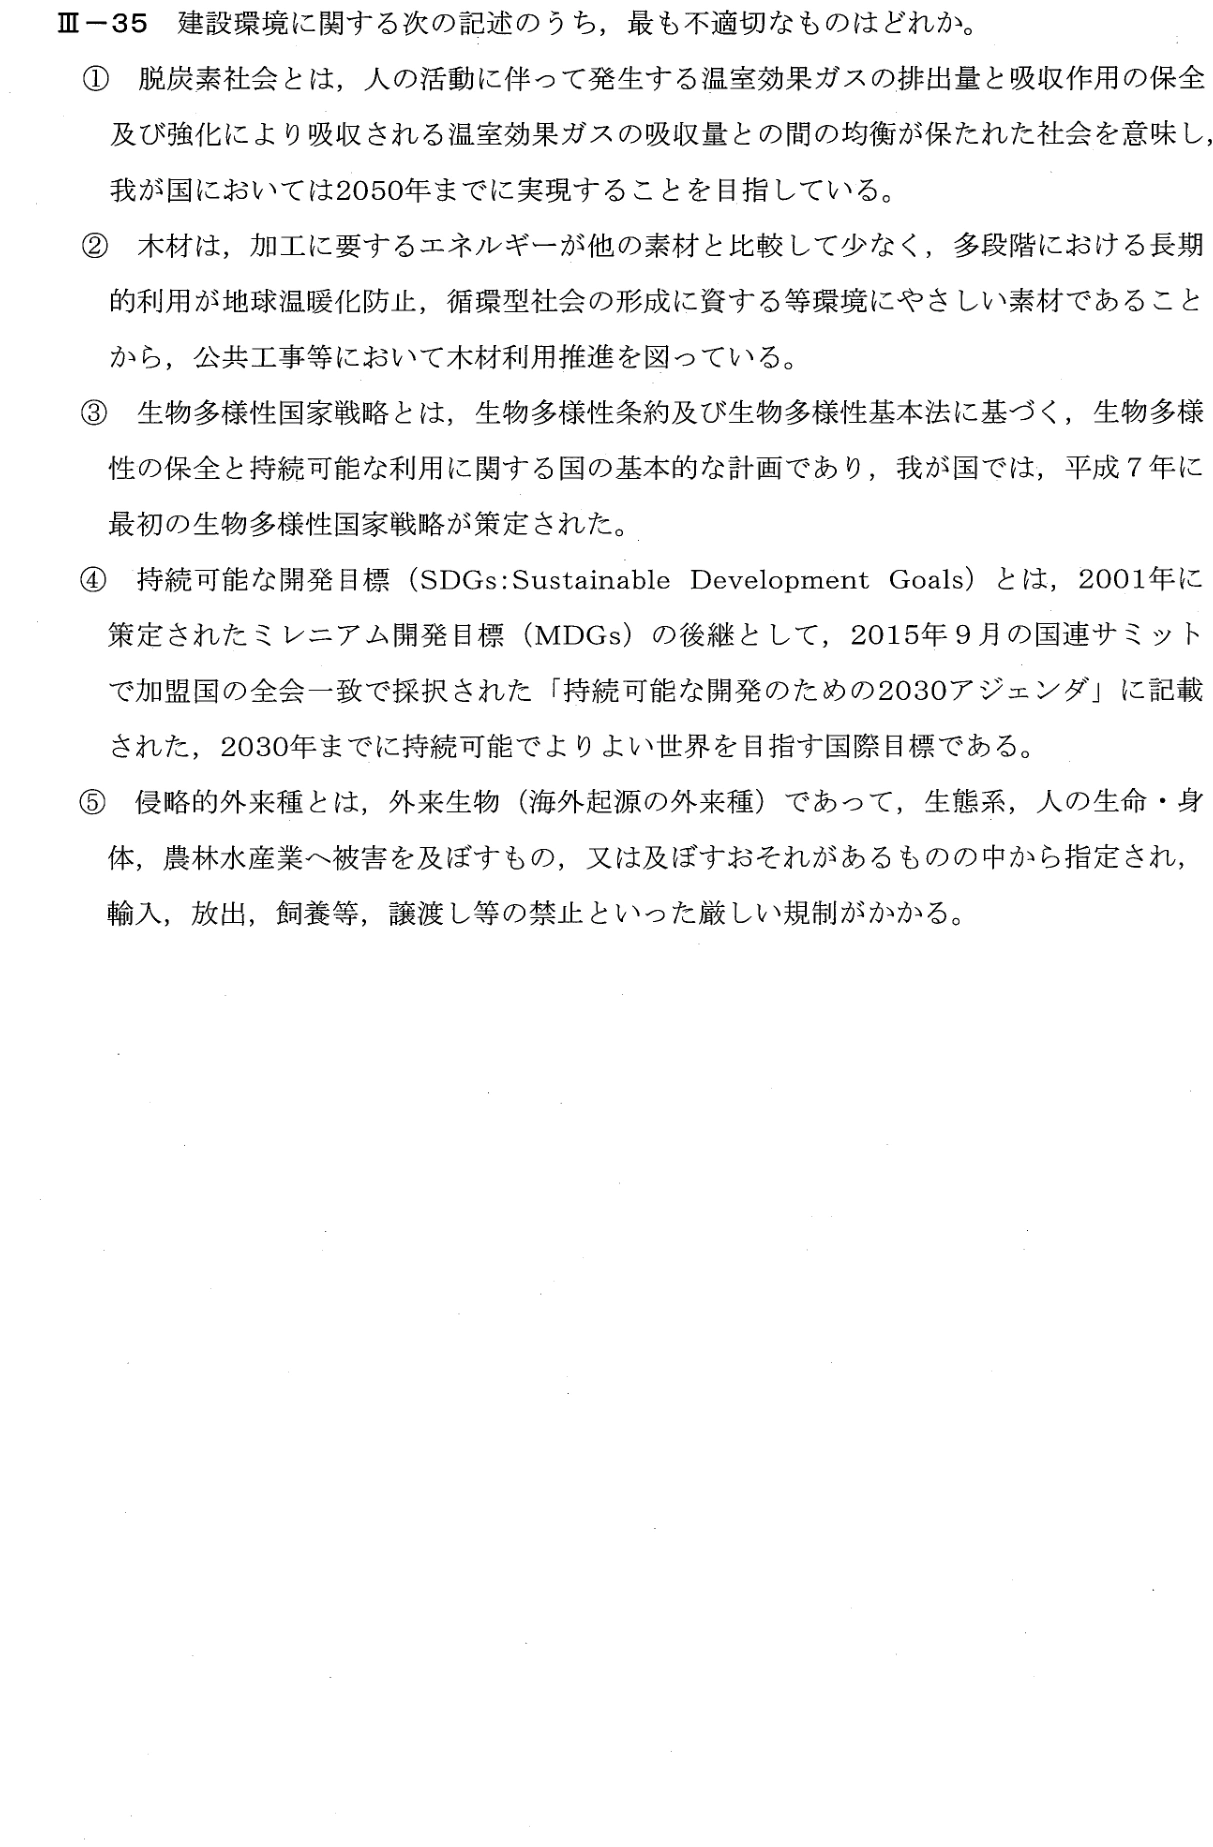 Ⅲ－35　建設環境に関する次の記述のうち，最も不適切なものはどれか。
①　脱炭素社会とは，人の活動に伴って発生する温室効果ガスの排出量と吸収作用の保全
及び強化により吸収される温室効果ガスの吸収量との間の均衡が保たれた社会を意味し，
我が国においては2050年までに実現することを目指している。
②　木材は，加工に要するエネルギーが他の素材と比較して少なく，多段階における長期
的利用が地球温暖化防止，循環型社会の形成に資する等環境にやさしい素材であること
から，公共工事等において木材利用推進を図っている。
③　生物多様性国家戦略とは，生物多様性条約及び生物多様性基本法に基づく，生物多様
性の保全と持続可能な利用に関する国の基本的な計画であり，我が国では，平成７年に
最初の生物多様性国家戦略が策定された。
④　持続可能な開発目標（SDGs:Sustainable Development Goals）とは，2001年に
策定されたミレニアム開発目標（MDGs）の後継として，2015年９月の国連サミット
で加盟国の全会一致で採択された「持続可能な開発のための2030アジェンダ」に記載
された，2030年までに持続可能でよりよい世界を目指す国際目標である。
⑤　侵略的外来種とは，外来生物（海外起源の外来種）であって，生態系，人の生命・身
体，農林水産業へ被害を及ぼすもの，又は及ぼすおそれがあるものの中から指定され，
輸入，放出，飼養等，譲渡し等の禁止といった厳しい規制がかかる。